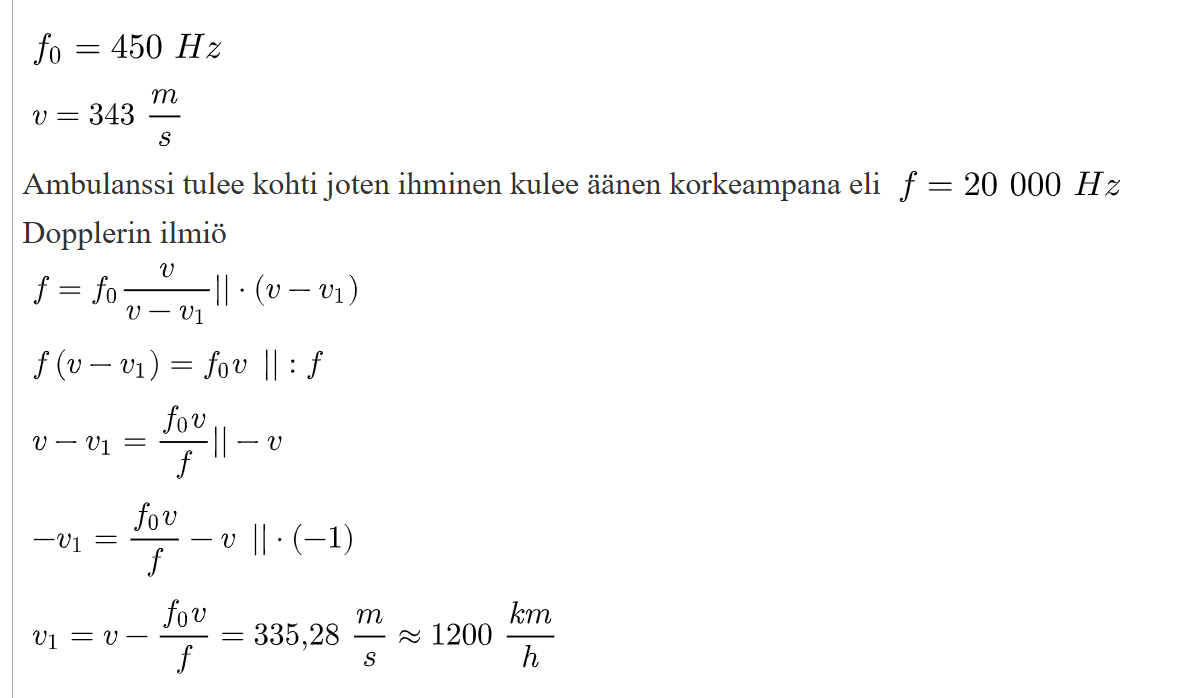 f₀ = 450 Hz
v = 343 m/s
Ambulanssi tulee kohti joten ihminen kulee äänen korkeampana eli f = 20 000 Hz
Dopplerin ilmiö
f = f₀ v/(v − v₁) || · (v − v₁)
f (v − v₁) = f₀v || : f
v − v₁ = f₀v/f || − v
−v₁ = f₀v/f − v || · (−1)
v₁ = v − f₀v/f = 335,28 m/s ≈ 1200 km/h